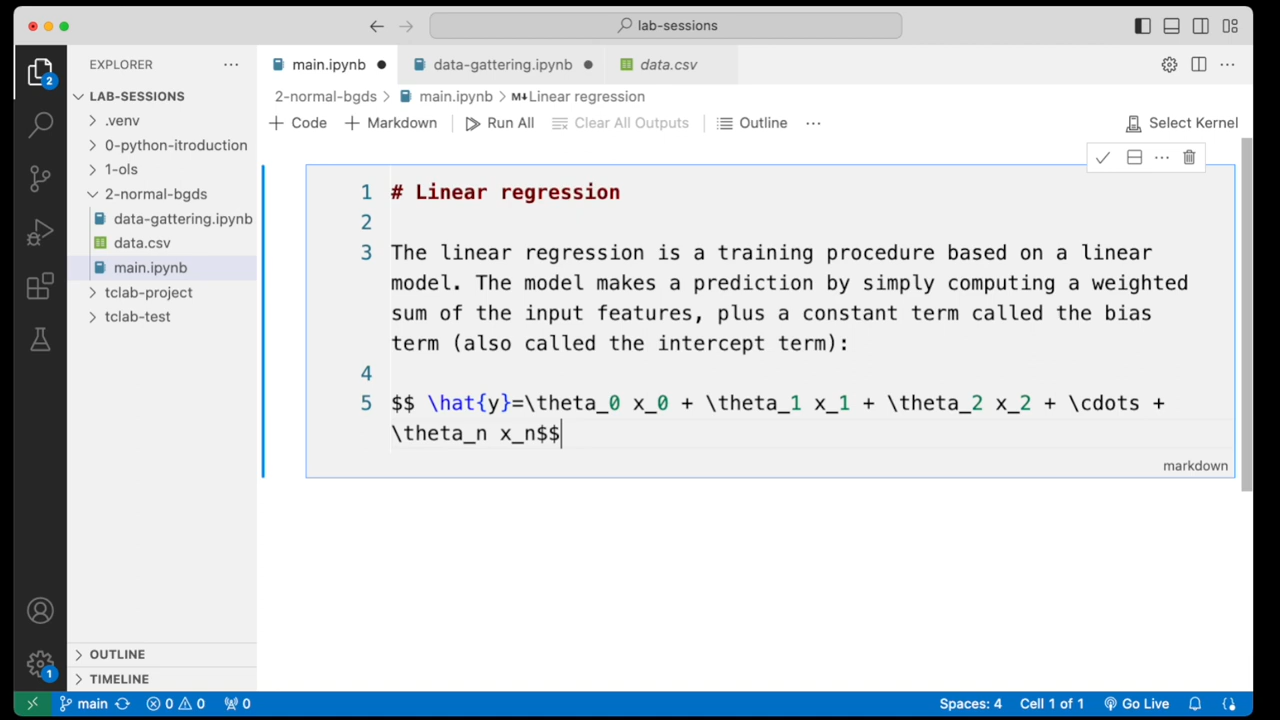 lab-sessions
EXPLORER
LAB-SESSIONS
.venv
0-python-itroduction
1-ols
2-normal-bgds
data-gattering.ipynb
data.csv
main.ipynb
tclab-project
tclab-test
OUTLINE
TIMELINE
main.ipynb
data-gattering.ipynb
data.csv
2-normal-bgds > main.ipynb > M↓Linear regression
+ Code + Markdown Run All Clear All Outputs Outline ... Select Kernel
1 # Linear regression
2
3 The linear regression is a training procedure based on a linear
model. The model makes a prediction by simply computing a weighted
sum of the input features, plus a constant term called the bias
term (also called the intercept term):
4
5 $$ \hat{y}=\theta_0 x_0 + \theta_1 x_1 + \theta_2 x_2 + \cdots +
\theta_n x_n$$
markdown
2
1
main 0 0 0 Spaces: 4 Cell 1 of 1 Go Live